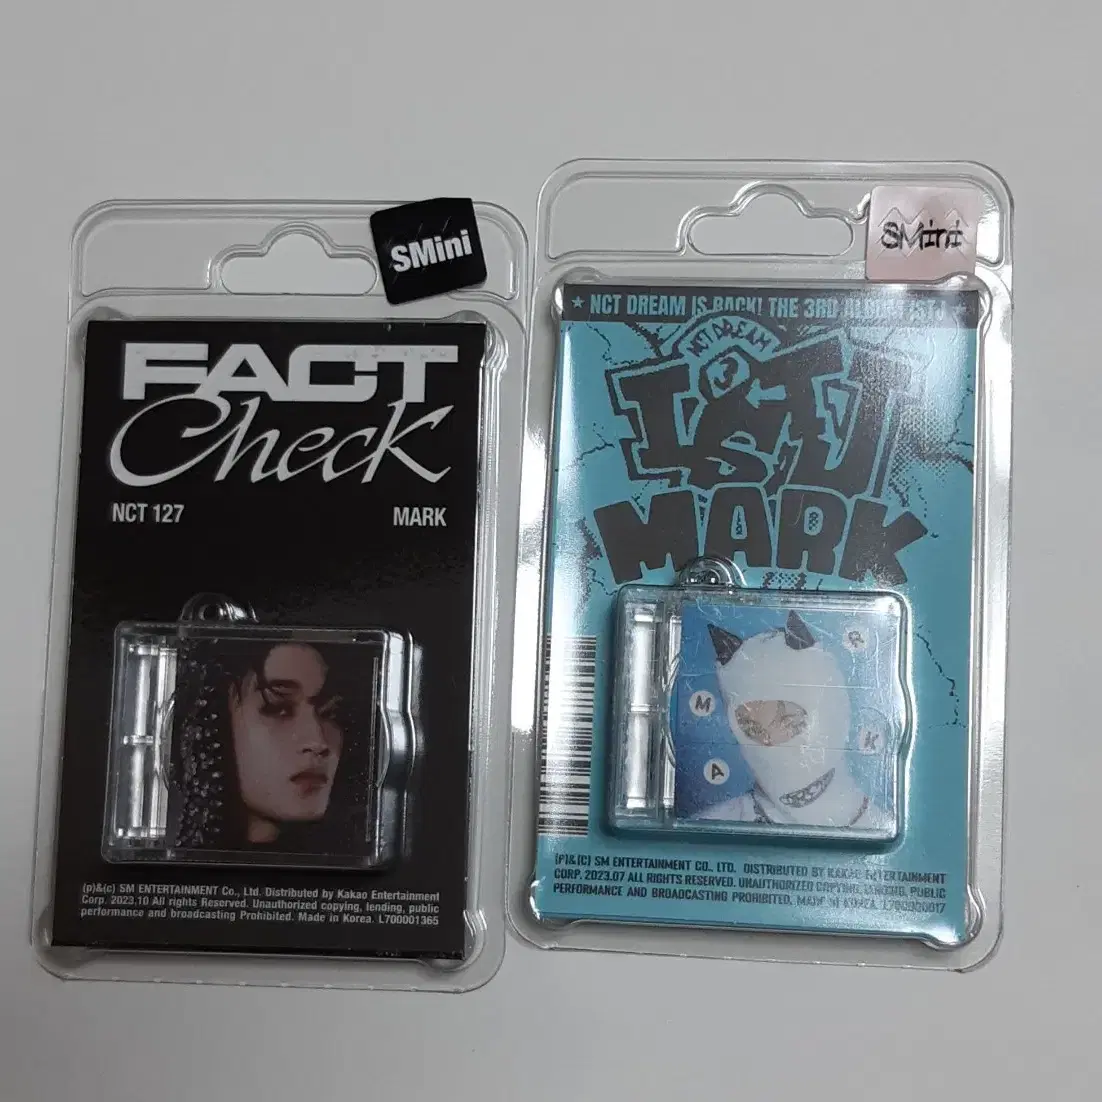 SMini
FACT
Check
NCT 127
MARK
(p)&(c) SM ENTERTAINMENT Co., Ltd. Distributed by Kakao Entertainment
Corp. 2023.10 All rights Reserved. Unauthorized copying, lending, public
performance and broadcasting Prohibited. Made in Korea. L700001365
SMini
★ NCT DREAM IS BACK! THE 3RD ALBUM ISTJ
NCT DREAM
3
ISTJ
MARK
R
M
K
A
(P)&(C) SM ENTERTAINMENT CO., LTD. DISTRIBUTED BY KAKAO ENTERTAINMENT
CORP. 2023.07 ALL RIGHTS RESERVED. UNAUTHORIZED COPYING, LENDING, PUBLIC
PERFORMANCE AND BROADCASTING PROHIBITED. MADE IN KOREA.